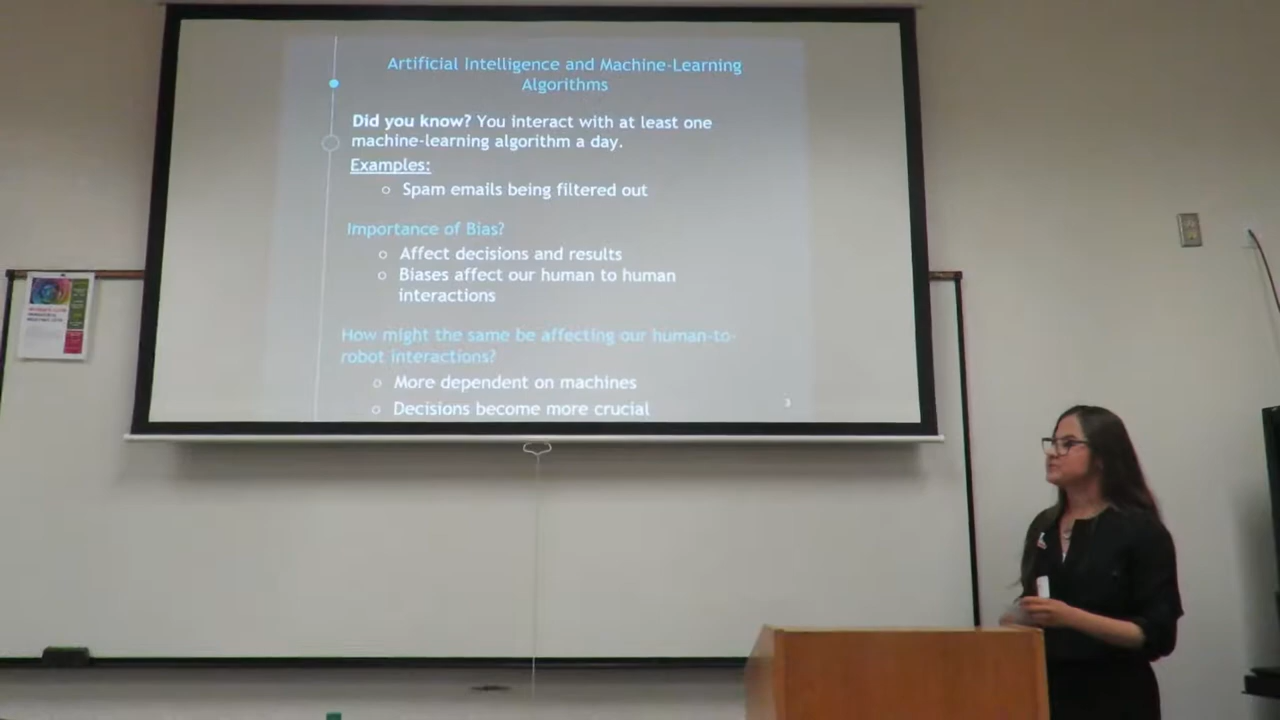 Artificial Intelligence and Machine-Learning
Algorithms
Did you know? You interact with at least one
machine-learning algorithm a day.
Examples:
Spam emails being filtered out
Importance of Bias?
Affect decisions and results
Biases affect our human to human
interactions
How might the same be affecting our human-to-
robot interactions?
More dependent on machines
Decisions become more crucial
3